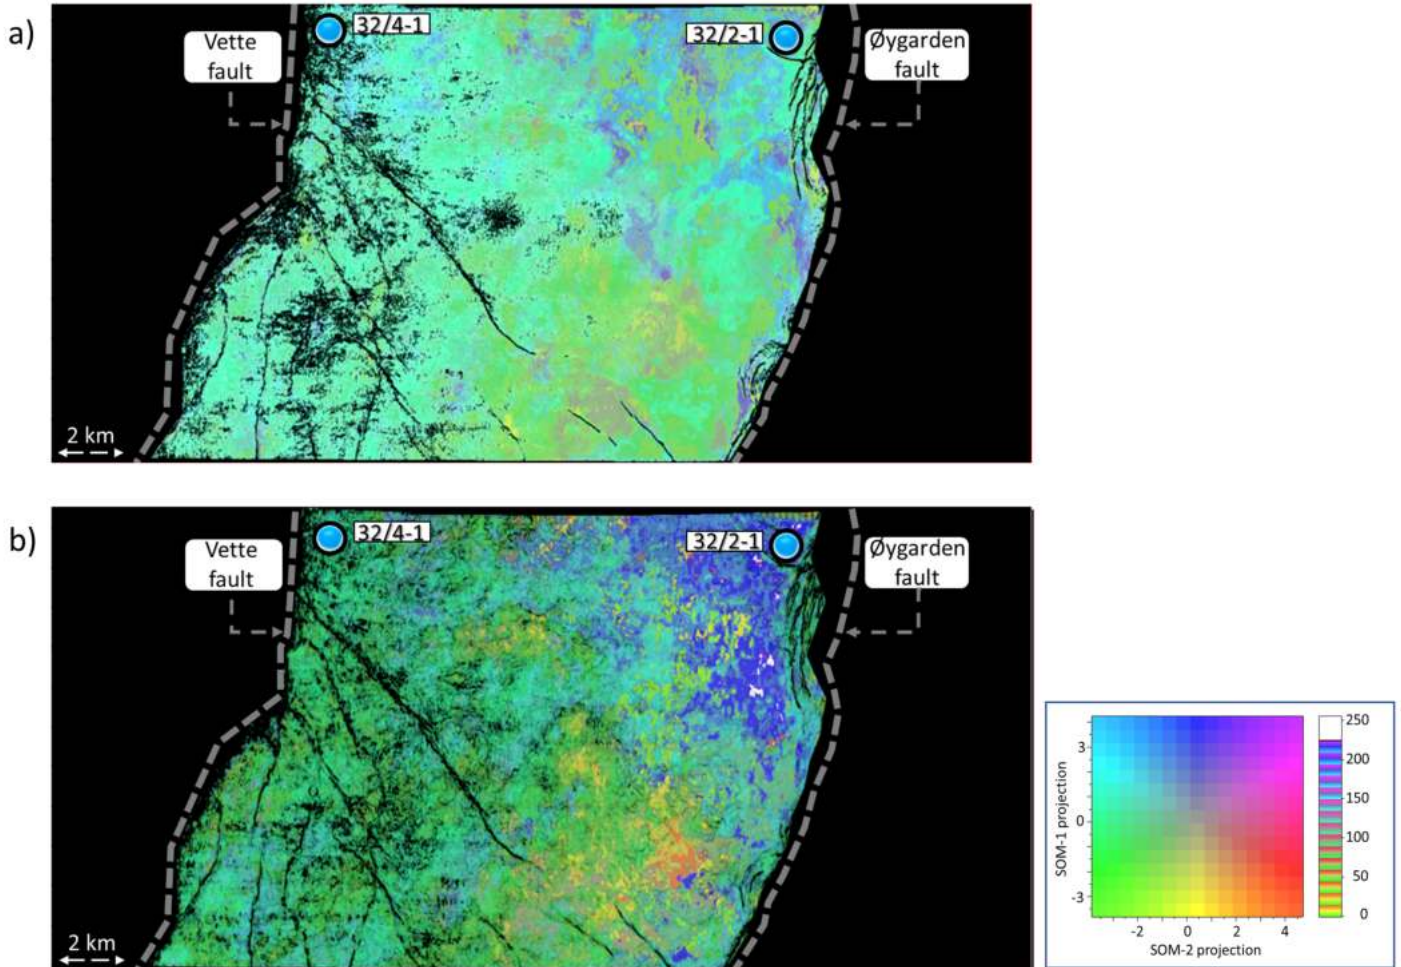 a)
32/4-1
32/2-1
Vette
fault
Øygarden
fault
2 km
b)
32/4-1
32/2-1
Vette
fault
Øygarden
fault
2 km
SOM-1 projection
3
0
-3
-2
0
2
4
SOM-2 projection
250
200
150
100
50
0